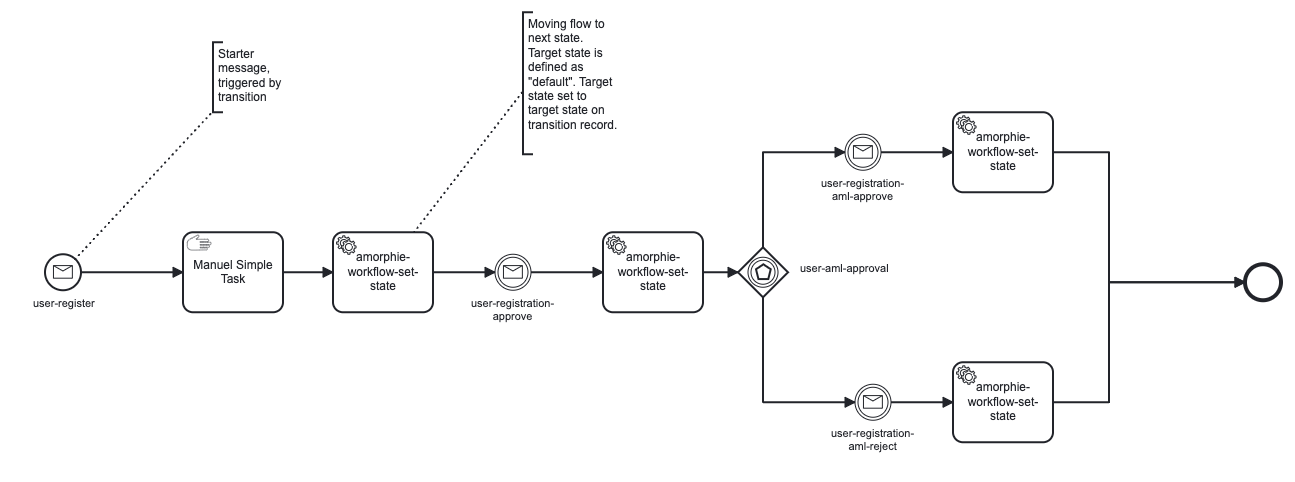 Starter
message,
triggered by
transition
Moving flow to
next state.
Target state is
defined as
"default". Target
state set to
target state on
transition record.
user-register
Manuel Simple
Task
amorphie-
workflow-set-
state
user-registration-
approve
amorphie-
workflow-set-
state
user-aml-approval
user-registration-
aml-approve
amorphie-
workflow-set-
state
user-registration-
aml-reject
amorphie-
workflow-set-
state